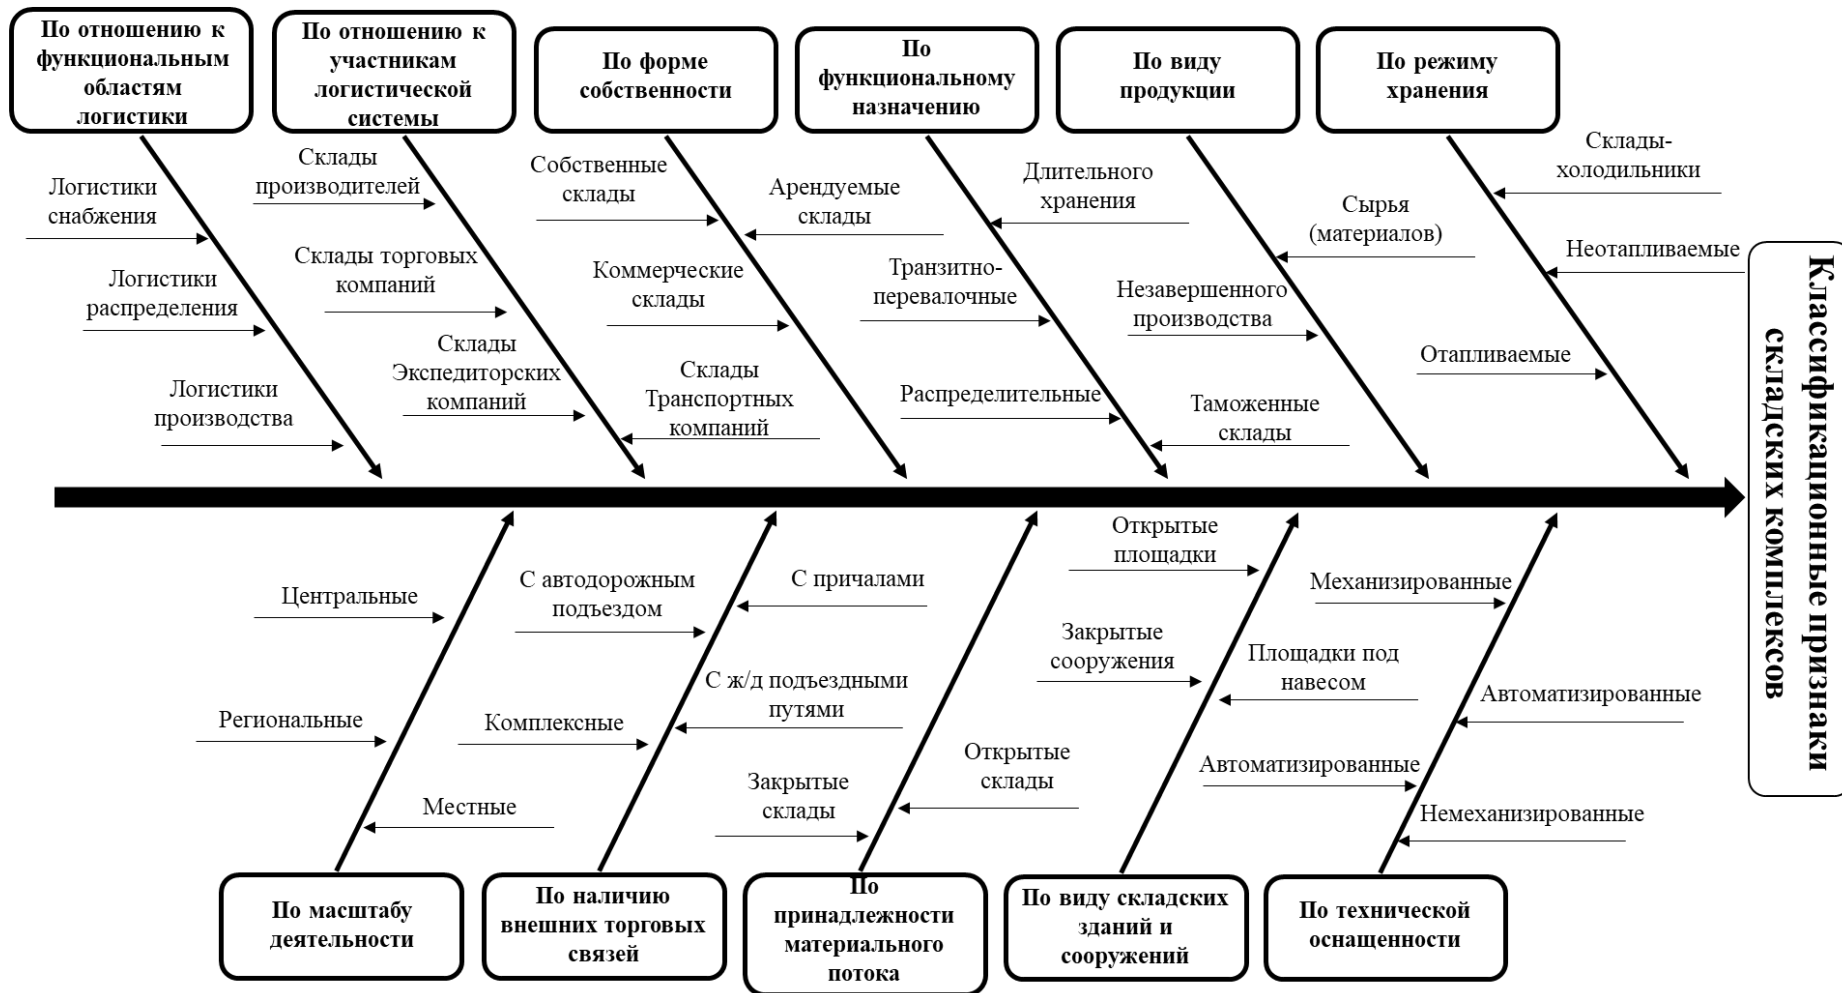 По отношению к
функциональным
областям
логистики
По отношению к
участникам
логистической
системы
По форме
собственности
По
функциональному
назначению
По виду
продукции
По режиму
хранения
Логистики
снабжения
Логистики
распределения
Логистики
производства
Склады
производителей
Склады торговых
компаний
Склады
Экспедиторских
компаний
Склады
Транспортных
компаний
Собственные
склады
Арендуемые
склады
Коммерческие
склады
Длительного
хранения
Транзитно-
перевалочные
Распределительные
Таможенные
склады
Сырья
(материалов)
Незавершенного
производства
Склады-
холодильники
Неотапливаемые
Отапливаемые
Классификационные признаки
складских комплексов
Центральные
Региональные
Местные
С автодорожным
подъездом
С причалами
С ж/д подъездными
путями
Комплексные
Закрытые
склады
Открытые
склады
Открытые
площадки
Закрытые
сооружения
Площадки под
навесом
Механизированные
Автоматизированные
Автоматизированные
Немеханизированные
По масштабу
деятельности
По наличию
внешних торговых
связей
По
принадлежности
материального
потока
По виду складских
зданий и
сооружений
По технической
оснащенности